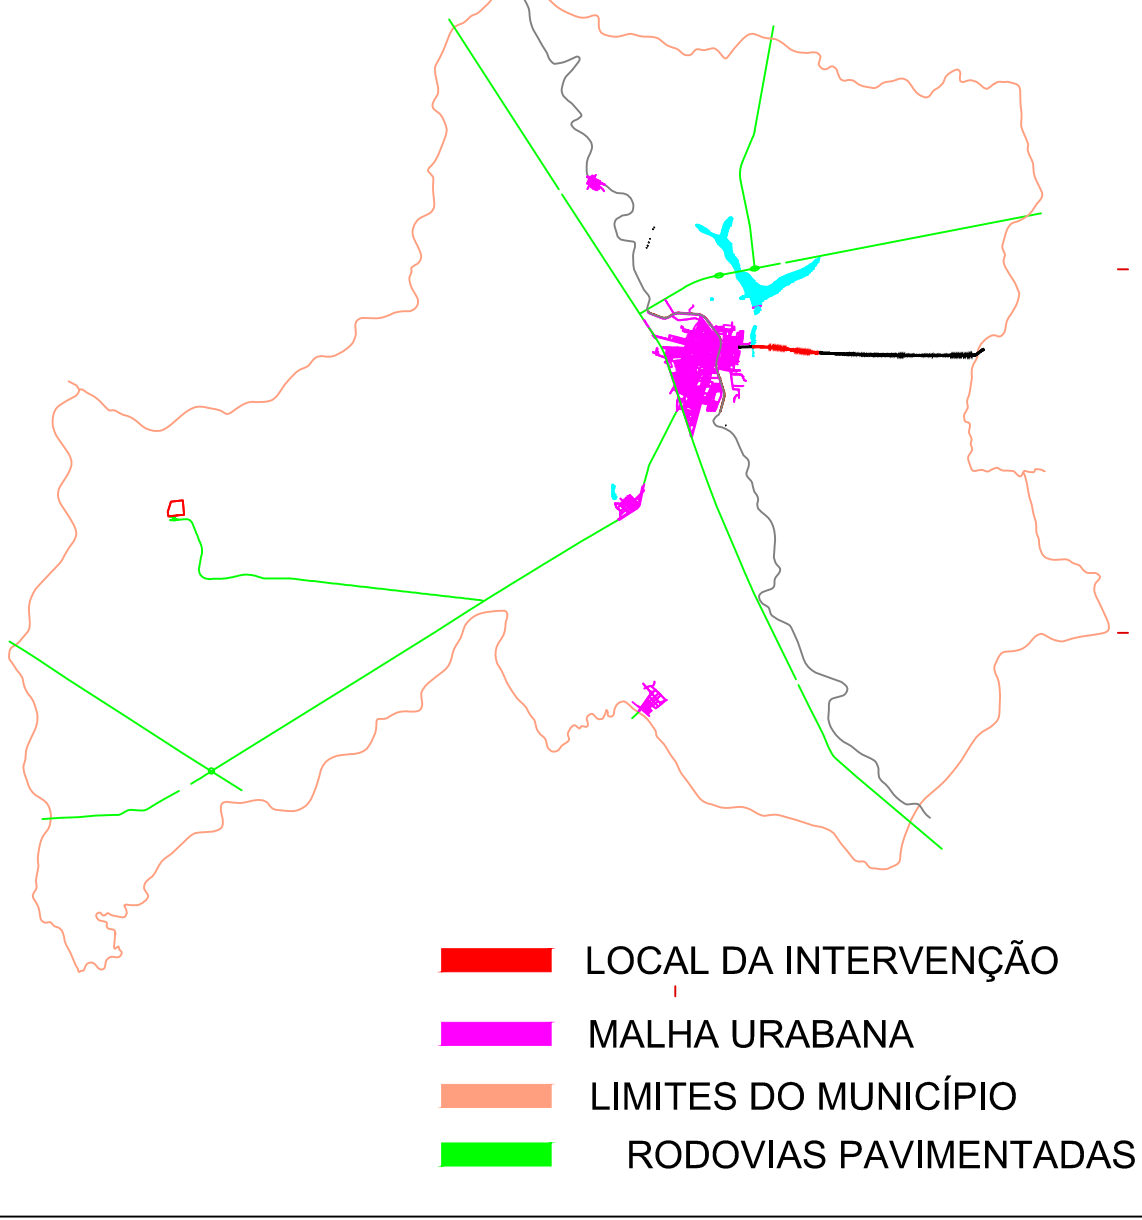 LOCAL DA INTERVENÇÃO
MALHA URABANA
LIMITES DO MUNICÍPIO
RODOVIAS PAVIMENTADAS